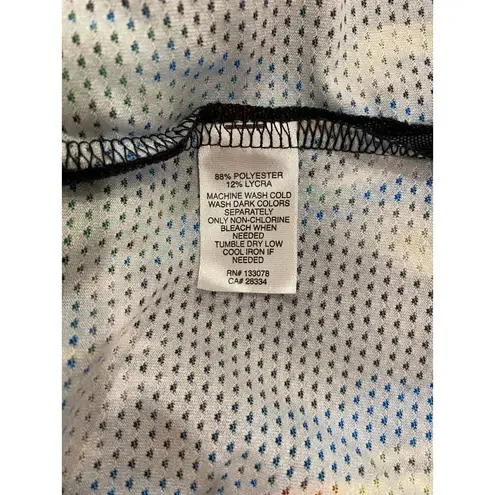 88% POLYESTER
12% LYCRA
MACHINE WASH COLD
WASH DARK COLORS
SEPARATELY
ONLY NON-CHLORINE
BLEACH WHEN
NEEDED
TUMBLE DRY LOW
COOL IRON IF
NEEDED
RN# 133078
CA# 28334